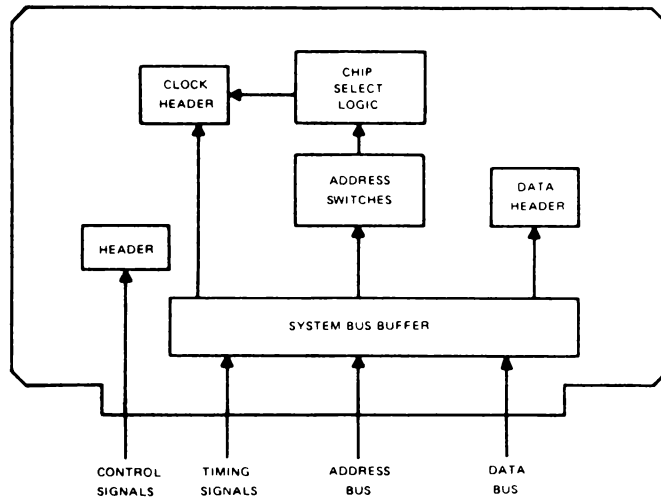 CLOCK
HEADER
CHIP
SELECT
LOGIC
ADDRESS
SWITCHES
DATA
HEADER
HEADER
SYSTEM BUS BUFFER
CONTROL
SIGNALS
TIMING
SIGNALS
ADDRESS
BUS
DATA
BUS